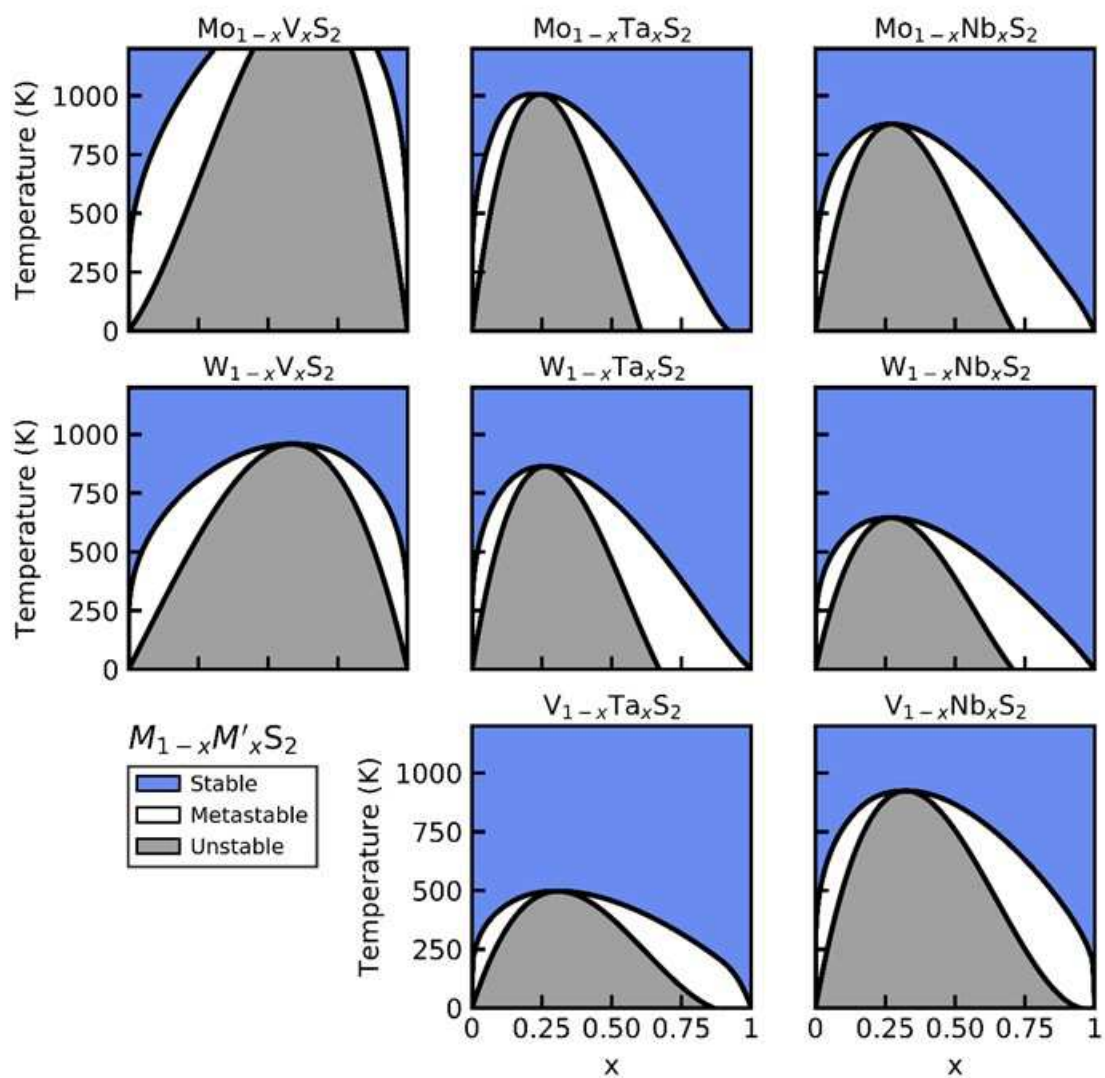 Mo₁₋ₓVₓS₂
Mo₁₋ₓTaₓS₂
Mo₁₋ₓNbₓS₂
Temperature (K)
1000
750
500
250
0
W₁₋ₓVₓS₂
W₁₋ₓTaₓS₂
W₁₋ₓNbₓS₂
Temperature (K)
1000
750
500
250
0
M₁₋ₓM'ₓS₂
Stable
Metastable
Unstable
V₁₋ₓTaₓS₂
V₁₋ₓNbₓS₂
Temperature (K)
1000
750
500
250
0
0 0.25 0.50 0.75 1
0 0.25 0.50 0.75 1
x
x